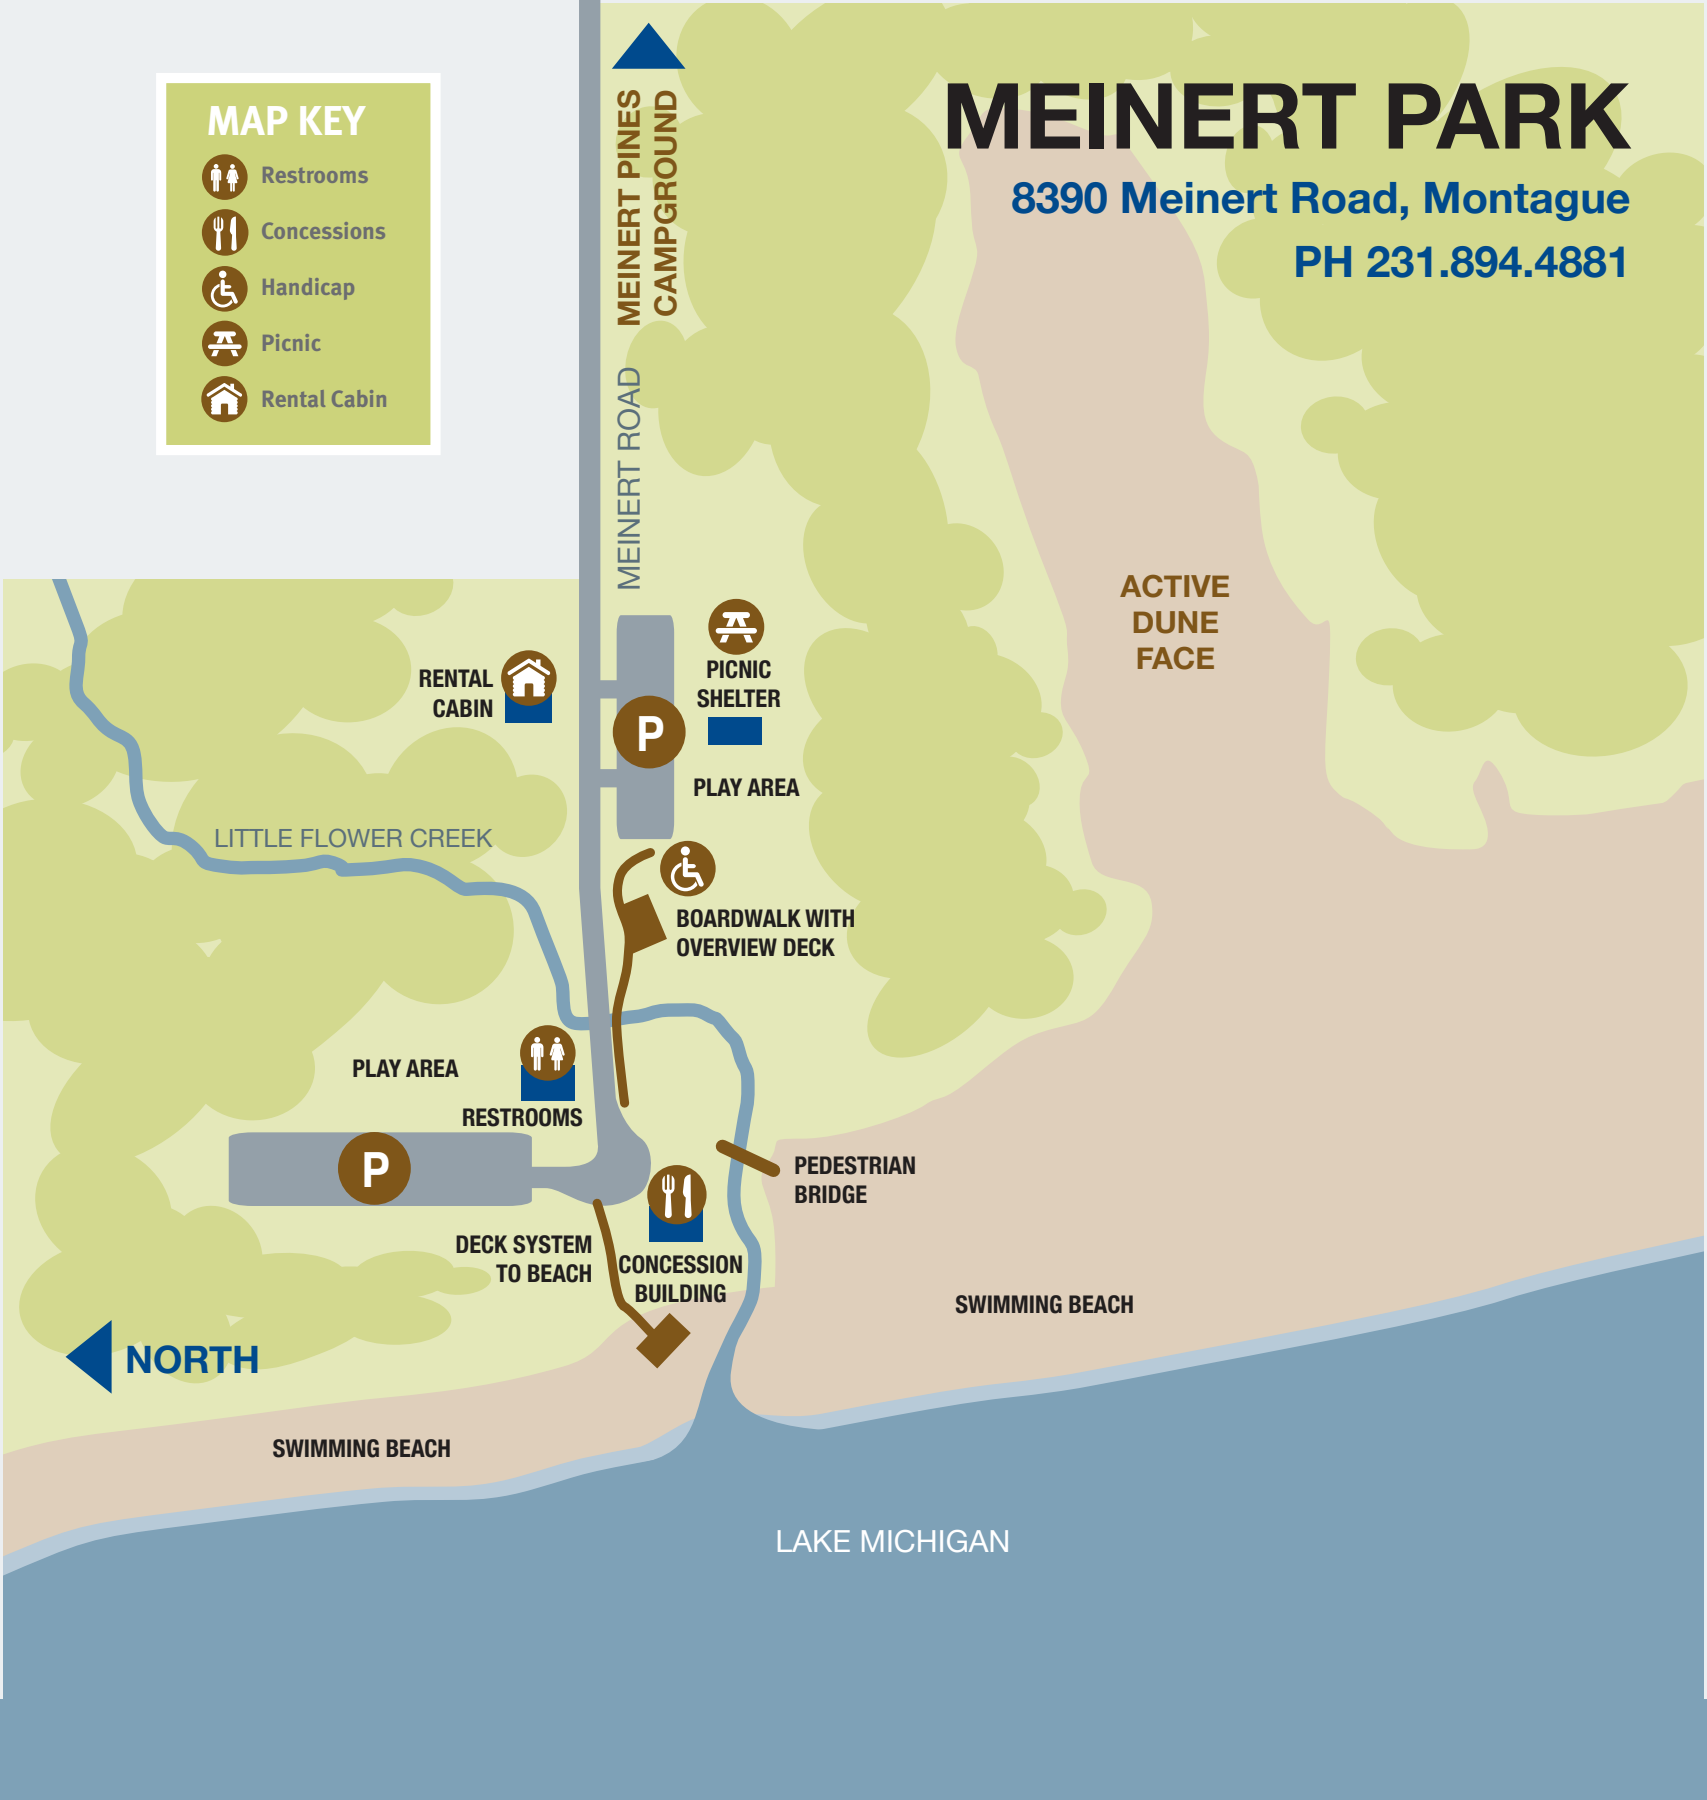 MEINERT PARK
8390 Meinert Road, Montague
PH 231.894.4881
MAP KEY
Restrooms
Concessions
Handicap
Picnic
Rental Cabin
MEINERT PINES
CAMPGROUND
MEINERT ROAD
ACTIVE
DUNE
FACE
RENTAL
CABIN
PICNIC
SHELTER
P
PLAY AREA
LITTLE FLOWER CREEK
BOARDWALK WITH
OVERVIEW DECK
PLAY AREA
RESTROOMS
P
PEDESTRIAN
BRIDGE
DECK SYSTEM
TO BEACH
CONCESSION
BUILDING
SWIMMING BEACH
NORTH
SWIMMING BEACH
LAKE MICHIGAN